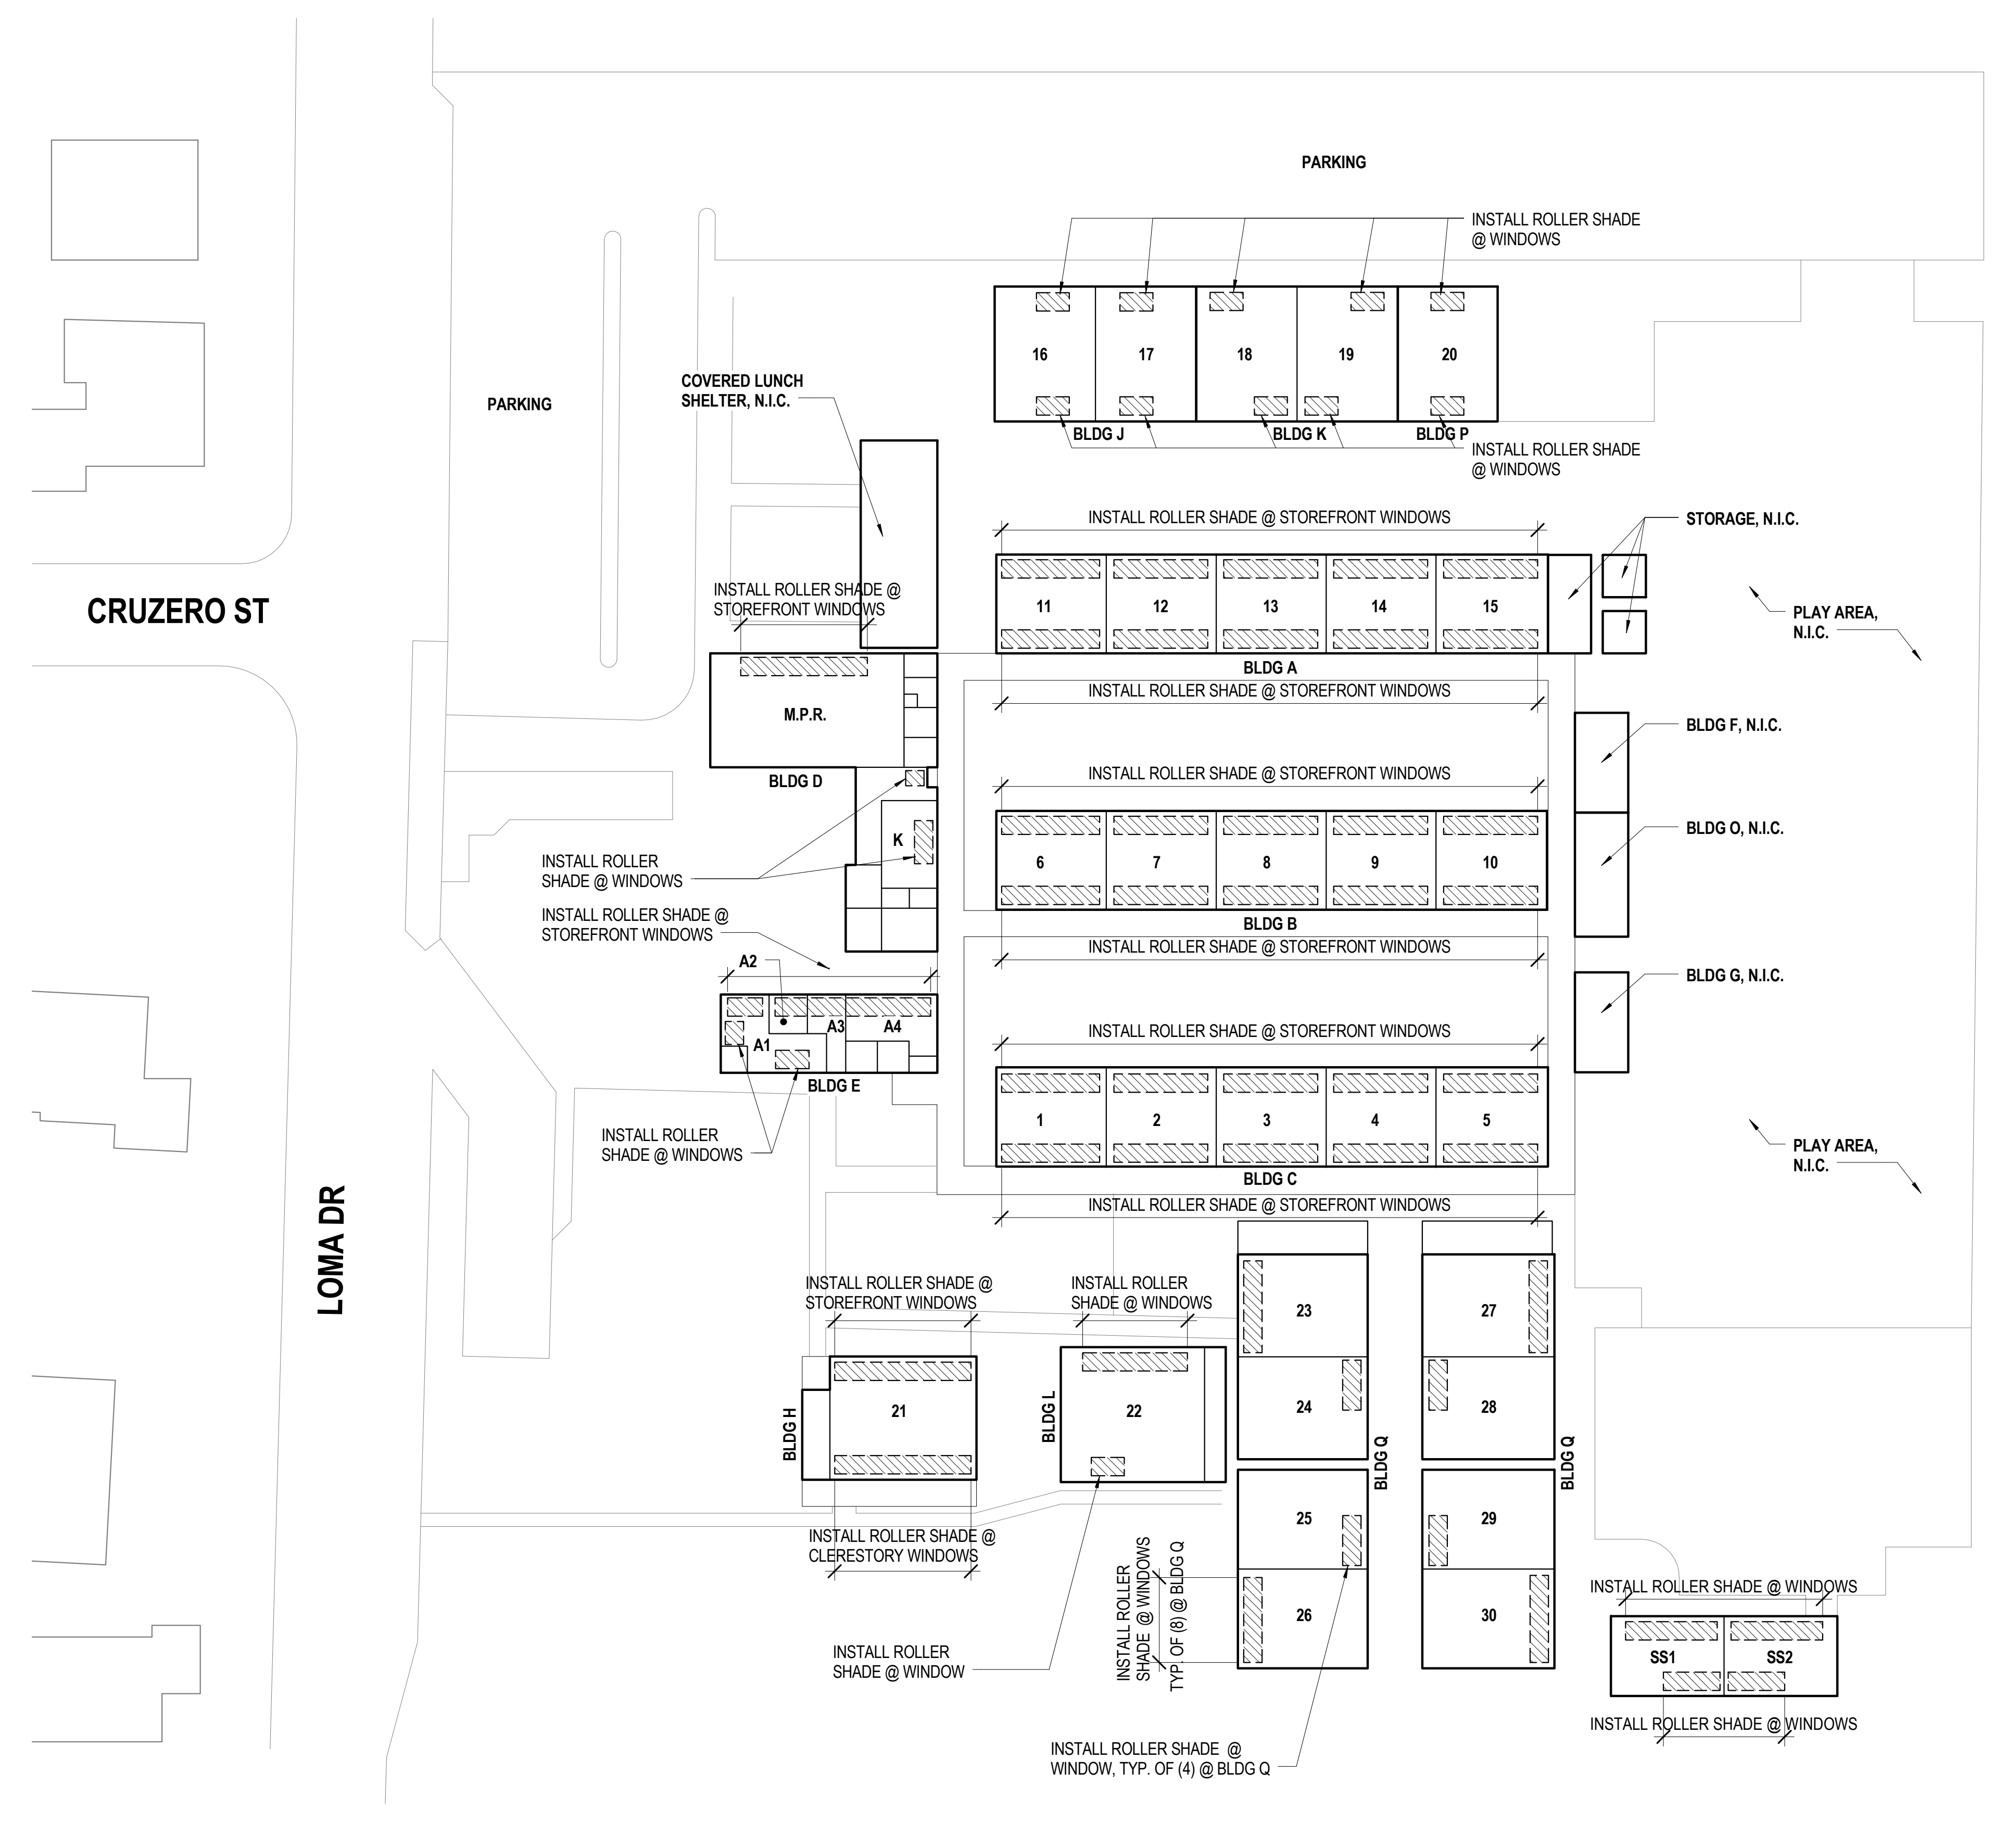 PARKING
INSTALL ROLLER SHADE
@ WINDOWS
16
17
18
19
20
COVERED LUNCH
SHELTER, N.I.C.
PARKING
BLDG J
BLDG K
BLDG P
INSTALL ROLLER SHADE
@ WINDOWS
INSTALL ROLLER SHADE @ STOREFRONT WINDOWS
STORAGE, N.I.C.
INSTALL ROLLER SHADE @
STOREFRONT WINDOWS
CRUZERO ST
11
12
13
14
15
PLAY AREA,
N.I.C.
BLDG A
INSTALL ROLLER SHADE @ STOREFRONT WINDOWS
M.P.R.
BLDG F, N.I.C.
BLDG D
INSTALL ROLLER SHADE @ STOREFRONT WINDOWS
BLDG O, N.I.C.
K
INSTALL ROLLER
SHADE @ WINDOWS
6
7
8
9
10
INSTALL ROLLER SHADE @
STOREFRONT WINDOWS
BLDG B
INSTALL ROLLER SHADE @ STOREFRONT WINDOWS
A2
BLDG G, N.I.C.
A3
A4
A1
INSTALL ROLLER SHADE @ STOREFRONT WINDOWS
BLDG E
INSTALL ROLLER
SHADE @ WINDOWS
1
2
3
4
5
PLAY AREA,
N.I.C.
BLDG C
INSTALL ROLLER SHADE @ STOREFRONT WINDOWS
LOMA DR
INSTALL ROLLER SHADE @
STOREFRONT WINDOWS
INSTALL ROLLER
SHADE @ WINDOWS
23
27
BLDG H
21
BLDG L
22
24
28
BLDG Q
BLDG Q
25
29
INSTALL ROLLER SHADE @
CLERESTORY WINDOWS
INSTALL ROLLER
SHADE @ WINDOWS
TYP. OF (8) @ BLDG Q
26
30
INSTALL ROLLER SHADE @ WINDOWS
INSTALL ROLLER
SHADE @ WINDOW
SS1
SS2
INSTALL ROLLER SHADE @ WINDOWS
INSTALL ROLLER SHADE @
WINDOW, TYP. OF (4) @ BLDG Q